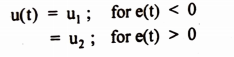 u(t) = u₁ ; for e(t) < 0
= u₂ ; for e(t) > 0